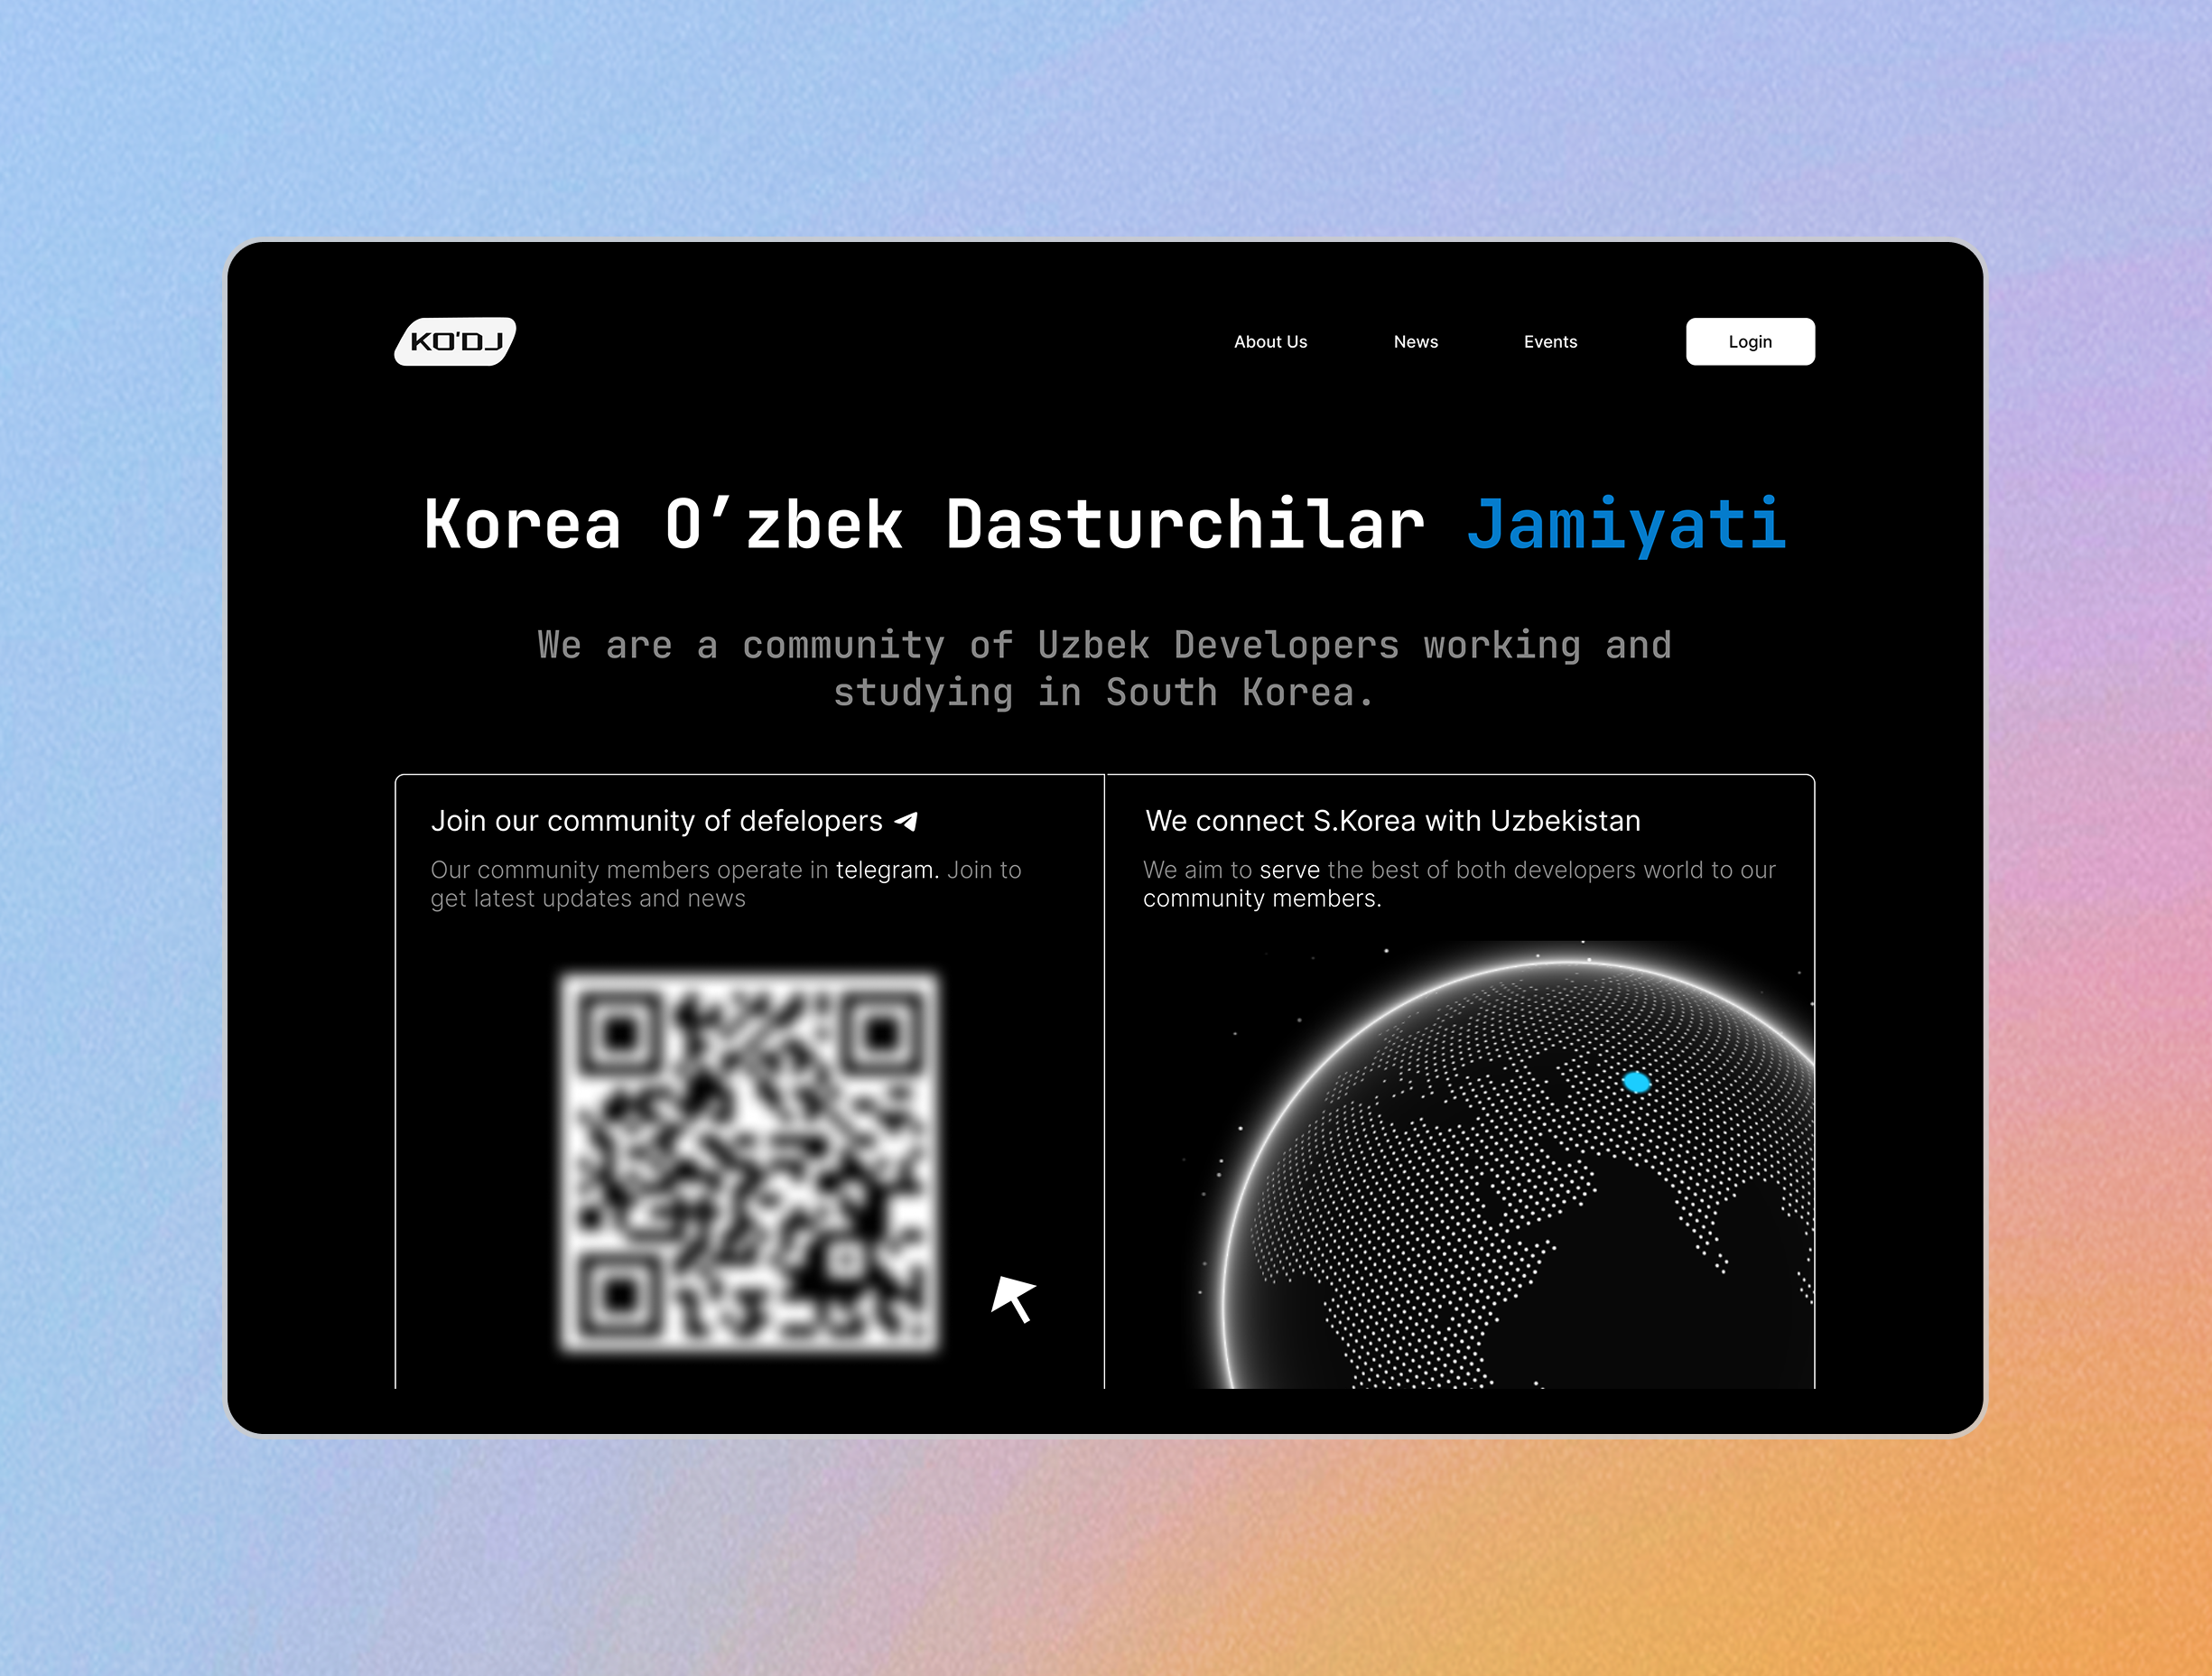 KO'DJ
About Us
News
Events
Login
Korea O’zbek Dasturchilar Jamiyati
We are a community of Uzbek Developers working and
studying in South Korea.
Join our community of defelopers
Our community members operate in telegram. Join to
get latest updates and news
We connect S.Korea with Uzbekistan
We aim to serve the best of both developers world to our
community members.